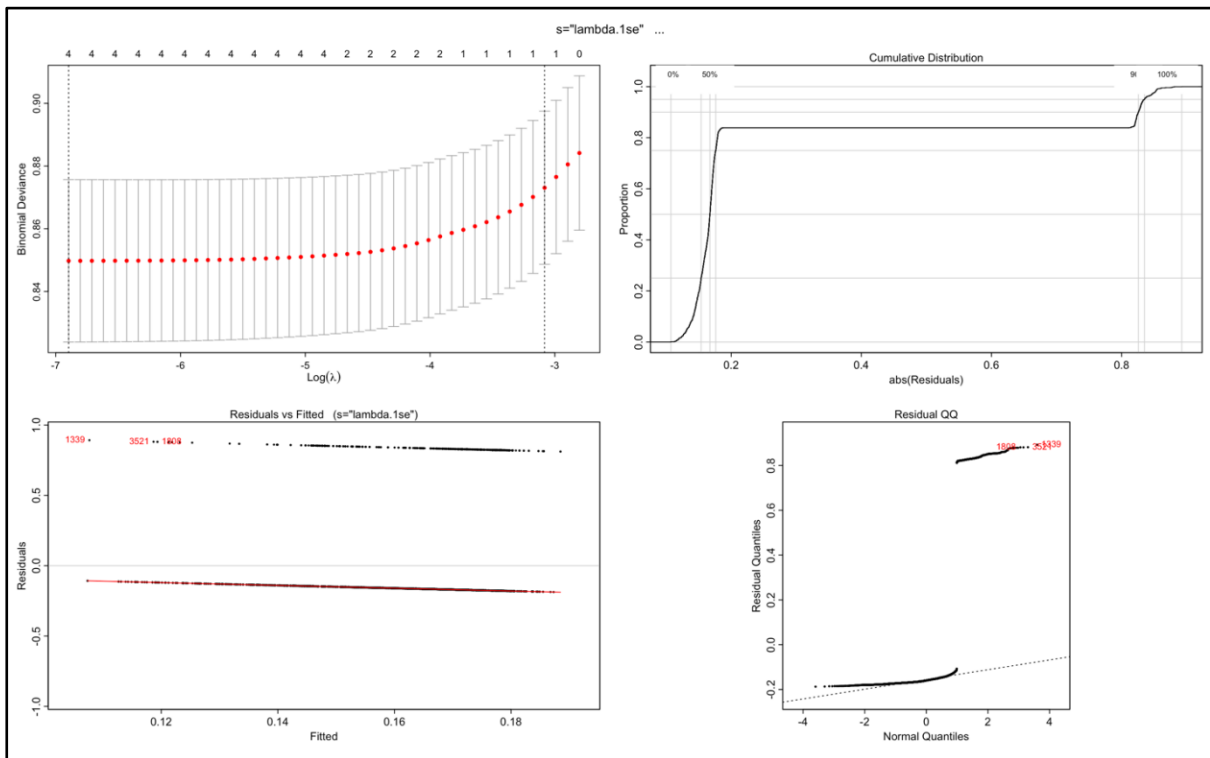 s="lambda.1se" ...
4 4 4 4 4 4 4 4 4 4 4 4 2 2 2 2 2 1 1 1 1 1 0
Binomial Deviance
0.90
0.88
0.86
0.84
-7 -6 -5 -4 -3
Log(λ)
Cumulative Distribution
0% 50% 100%
Proportion
1.0
0.8
0.6
0.4
0.2
0.0
0.2 0.4 0.6 0.8
abs(Residuals)
Residuals vs Fitted (s="lambda.1se")
Residuals
1.0
0.5
0.0
-0.5
-1.0
1339 3521 1808
0.12 0.14 0.16 0.18
Fitted
Residual QQ
Residual Quantiles
0.8
0.6
0.4
0.2
0.0
-0.2
1808 3521 1339
-4 -2 0 2 4
Normal Quantiles